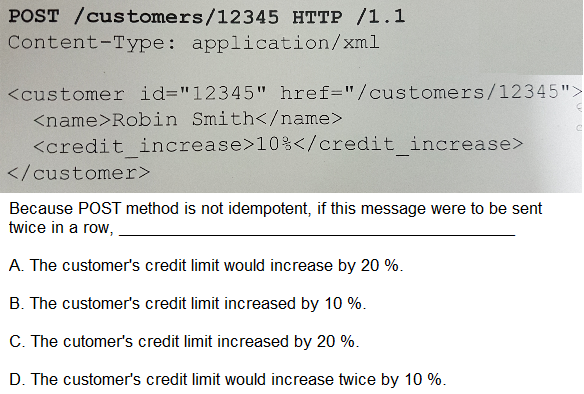 POST /customers/12345 HTTP /1.1
Content-Type: application/xml
<customer id="12345" href="/customers/12345">
<name>Robin Smith</name>
<credit_increase>10%</credit_increase>
</customer>
Because POST method is not idempotent, if this message were to be sent
twice in a row, ____________________________________________
A. The customer's credit limit would increase by 20 %.
B. The customer's credit limit increased by 10 %.
C. The cutomer's credit limit increased by 20 %.
D. The customer's credit limit would increase twice by 10 %.